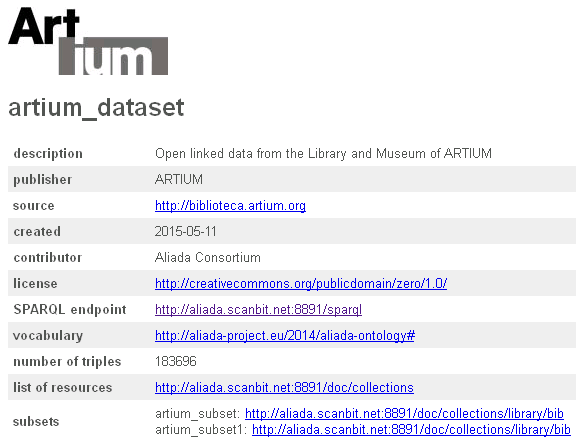 Art
ium
artium_dataset
description Open linked data from the Library and Museum of ARTIUM
publisher ARTIUM
source http://biblioteca.artium.org
created 2015-05-11
contributor Aliada Consortium
license http://creativecommons.org/publicdomain/zero/1.0/
SPARQL endpoint http://aliada.scanbit.net:8891/sparql
vocabulary http://aliada-project.eu/2014/aliada-ontology#
number of triples 183696
list of resources http://aliada.scanbit.net:8891/doc/collections
subsets artium_subset: http://aliada.scanbit.net:8891/doc/collections/library/bib
artium_subset1: http://aliada.scanbit.net:8891/doc/collections/library/bib